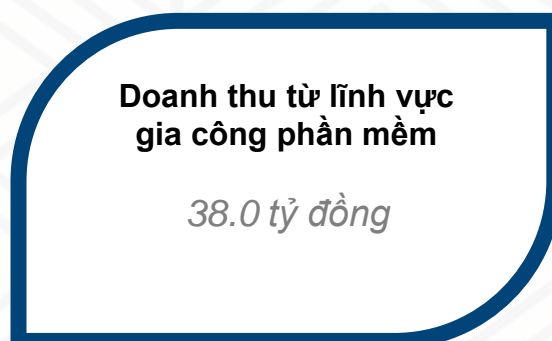 Doanh thu từ lĩnh vực
gia công phần mềm
38.0 tỷ đồng